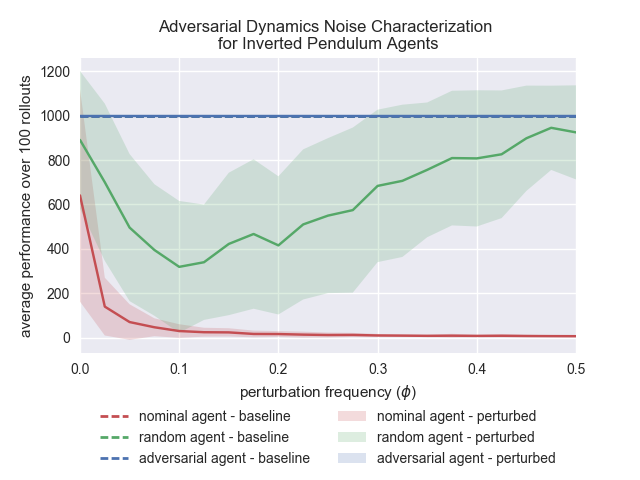 Adversarial Dynamics Noise Characterization
for Inverted Pendulum Agents
average performance over 100 rollouts
1200
1000
800
600
400
200
0
0.0 0.1 0.2 0.3 0.4 0.5
perturbation frequency (ϕ)
nominal agent - baseline nominal agent - perturbed
random agent - baseline random agent - perturbed
adversarial agent - baseline adversarial agent - perturbed